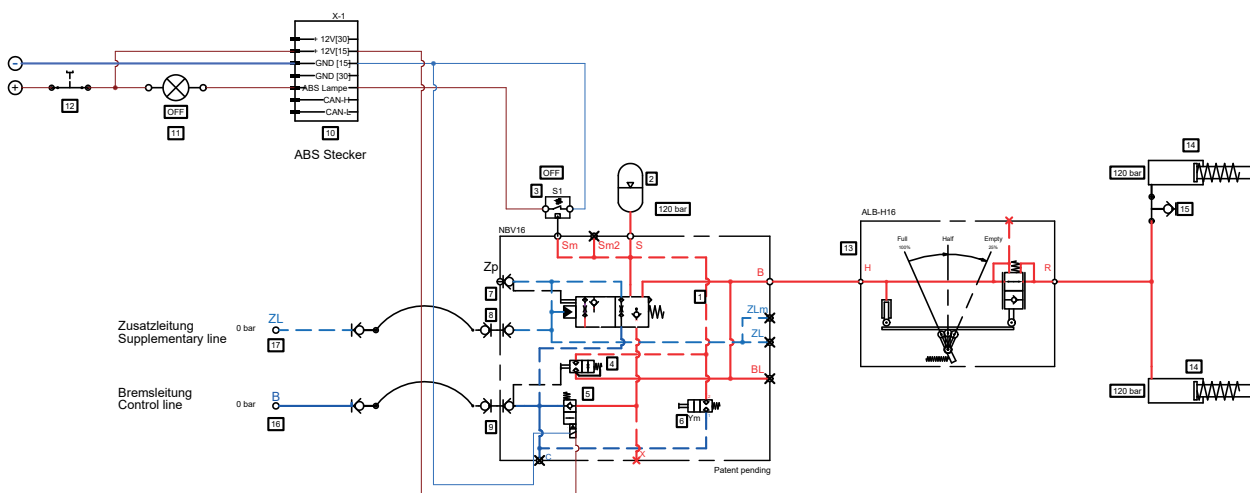 X-1
+ 12V[30]
+ 12V[15]
GND [15]
GND [30]
ABS Lampe
CAN-H
CAN-L
10
ABS Stecker
12
OFF
11
OFF
3
S1
2
120 bar
NBV16
Sm
Sm2
S
Zp
7
8
1
B
ZLm
ZL
BL
4
5
6
Ym
9
C
X
Patent pending
Zusatzleitung
Supplementary line
0 bar
ZL
17
Bremsleitung
Control line
0 bar
B
16
ALB-H16
13
Full
100%
Half
Empty
25%
H
R
14
120 bar
15
14
120 bar